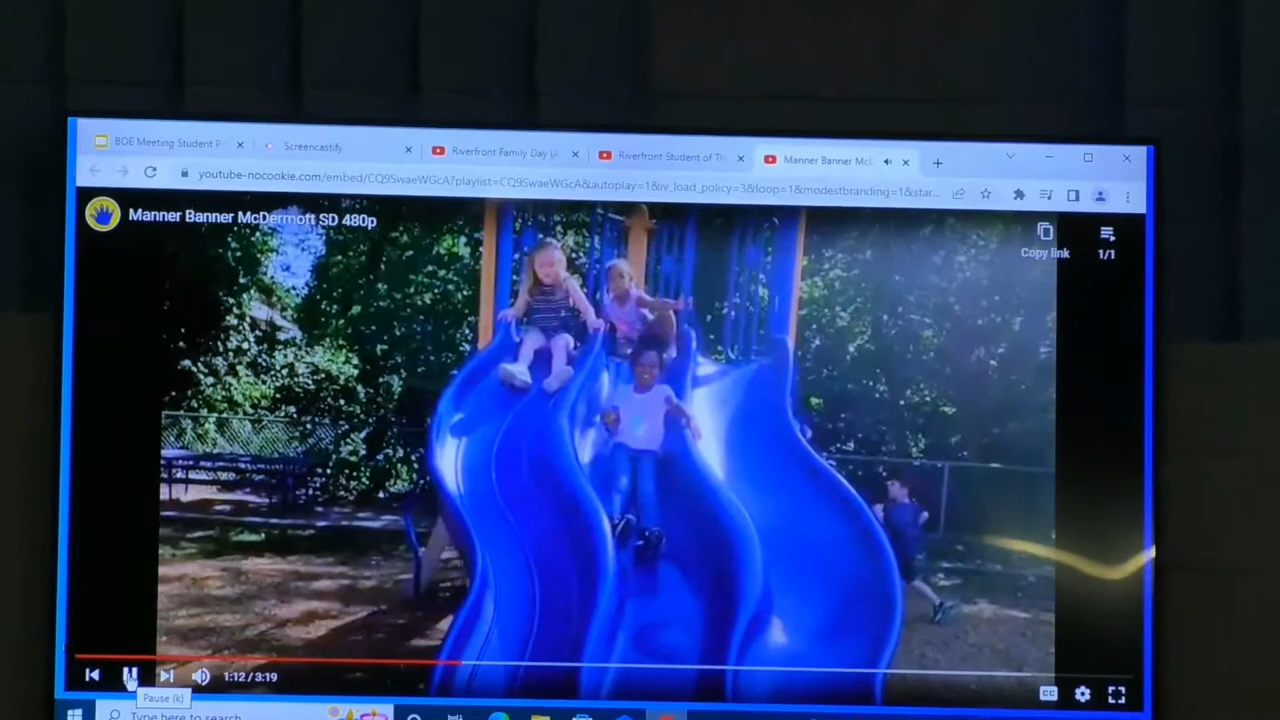 BOE Meeting Student P
Screencastify
Riverfront Family Day (A
Riverfront Student of Th
Manner Banner McD
youtube-nocookie.com/embed/CQ9SwaeWGcA?playlist=CQ9SwaeWGcA&autoplay=1&iv_load_policy=3&loop=1&modestbranding=1&star...
Manner Banner McDermott SD 480p
Copy link
1/1
1:12 / 3:19
CC
Pause (k)
Type here to search